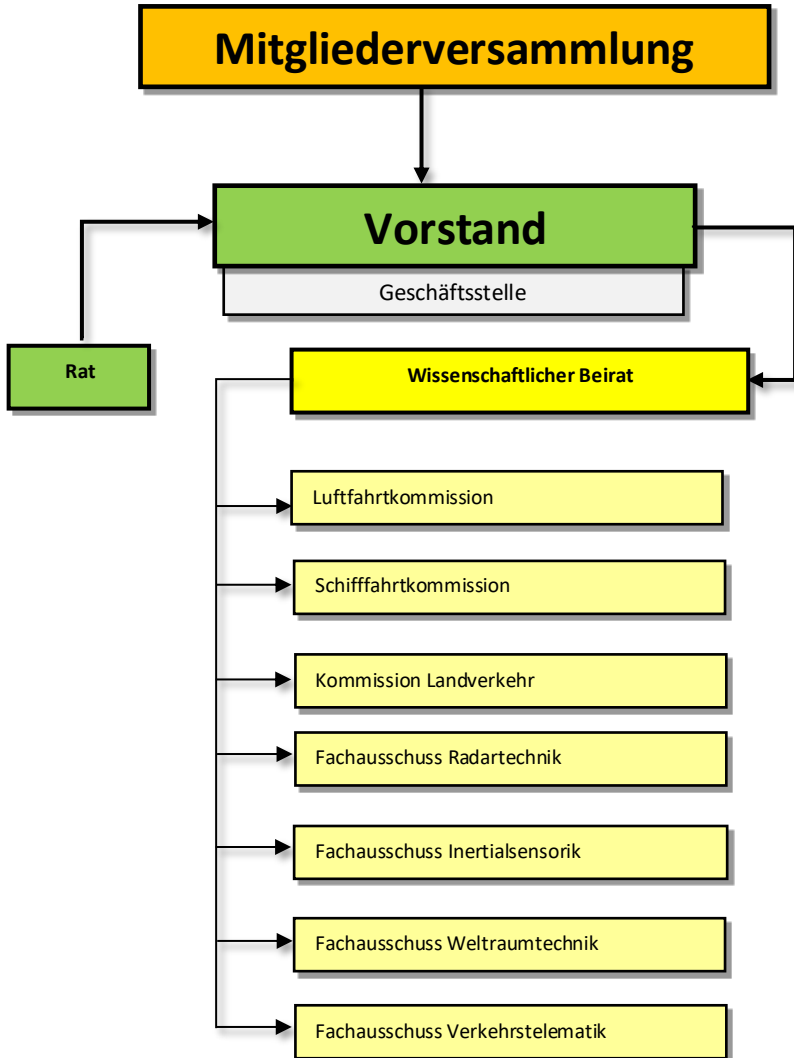 Mitgliederversammlung
Vorstand
Geschäftsstelle
Rat
Wissenschaftlicher Beirat
Luftfahrtkommission
Schifffahrtkommission
Kommission Landverkehr
Fachausschuss Radartechnik
Fachausschuss Inertialsensorik
Fachausschuss Weltraumtechnik
Fachausschuss Verkehrstelematik